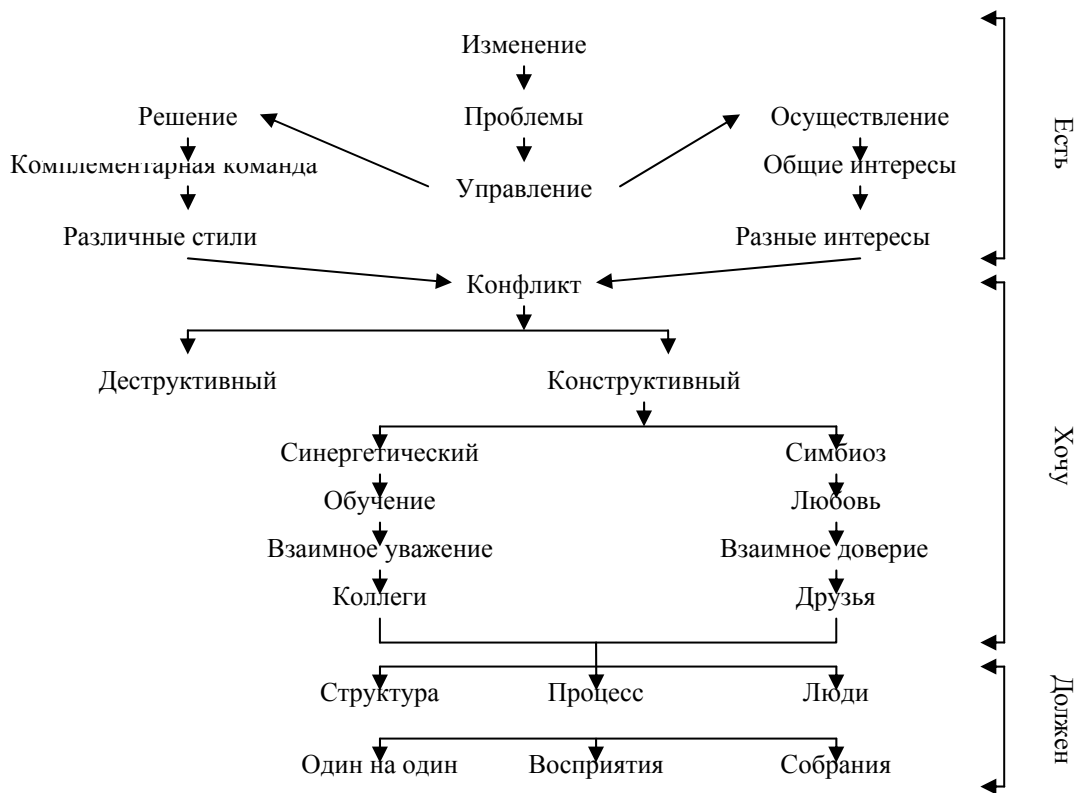 Изменение
Решение
Проблемы
Осуществление
Комплементарная команда
Управление
Общие интересы
Различные стили
Разные интересы
Конфликт
Деструктивный
Конструктивный
Синергетический
Симбиоз
Обучение
Любовь
Взаимное уважение
Взаимное доверие
Коллеги
Друзья
Структура
Процесс
Люди
Один на один
Восприятия
Собрания
Есть
Хочу
Должен